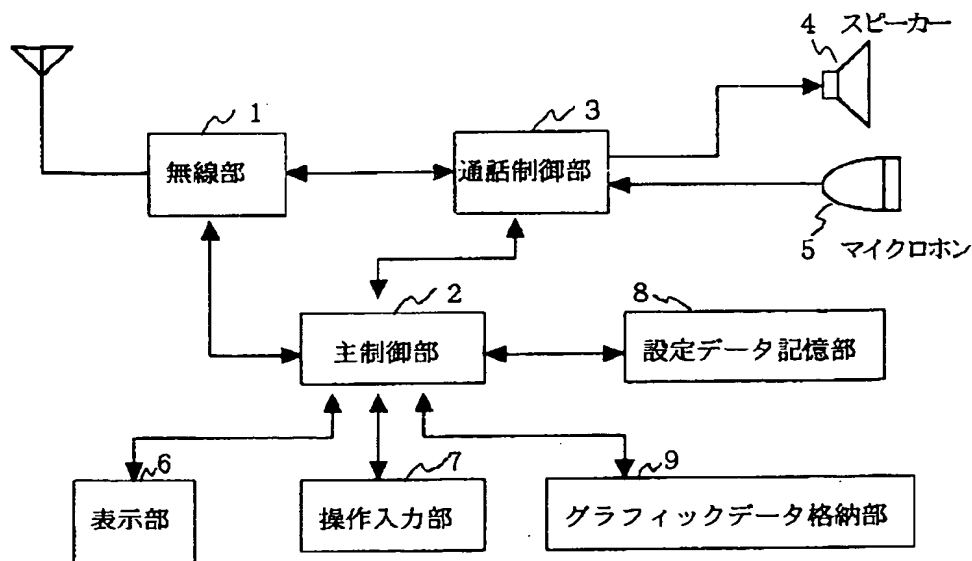 4 スピーカー
1
3
無線部
通話制御部
5 マイクロホン
2
8
主制御部
設定データ記憶部
6
7
9
表示部
操作入力部
グラフィックデータ格納部